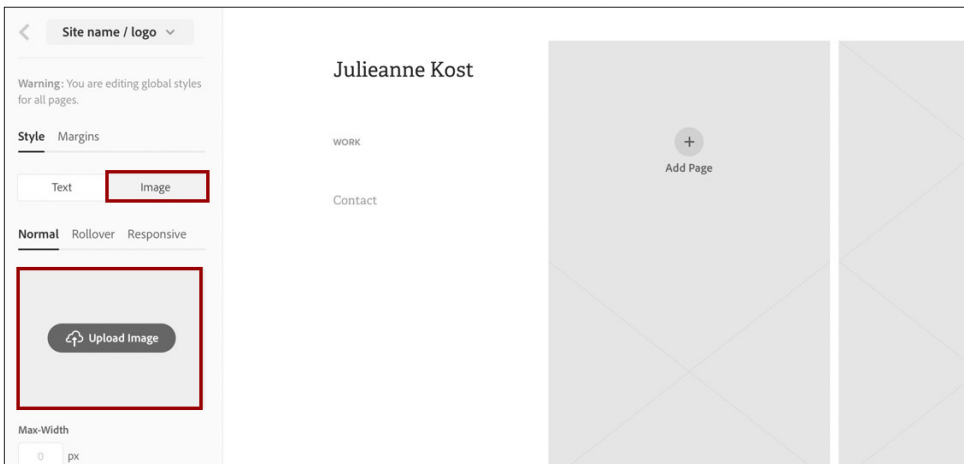 Site name / logo
Warning: You are editing global styles
for all pages.
Style Margins
Text Image
Normal Rollover Responsive
Upload Image
Max-Width
0 px
Julieanne Kost
WORK
Contact
+
Add Page